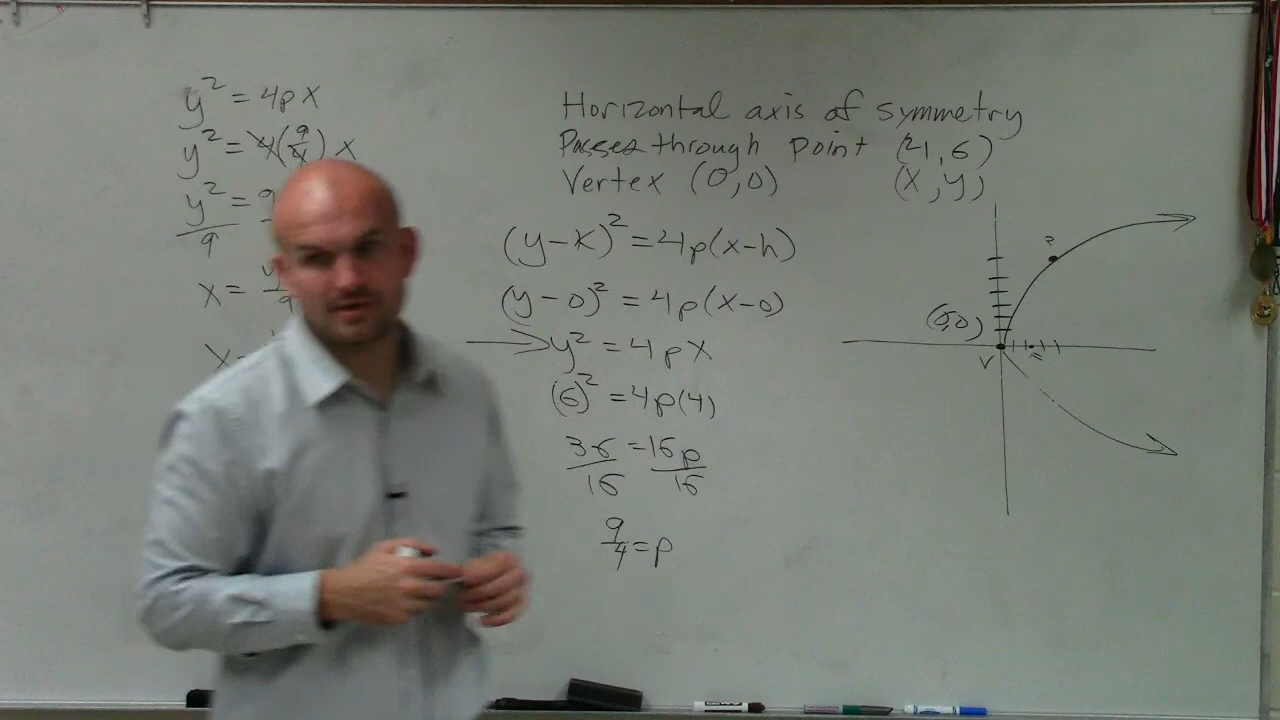 y² = 4px
y² = 4(9/4)x
y² = 9
9
x =
x
Horizontal axis of symmetry
Passes through point (4,6)
Vertex (0,0) (x,y)
(y-k)²=4p(x-h)
(y-0)²=4p(x-0)
y²=4px
(6)²=4p(4)
36=16p
16 16
9/4=p
P
(0,0)
V